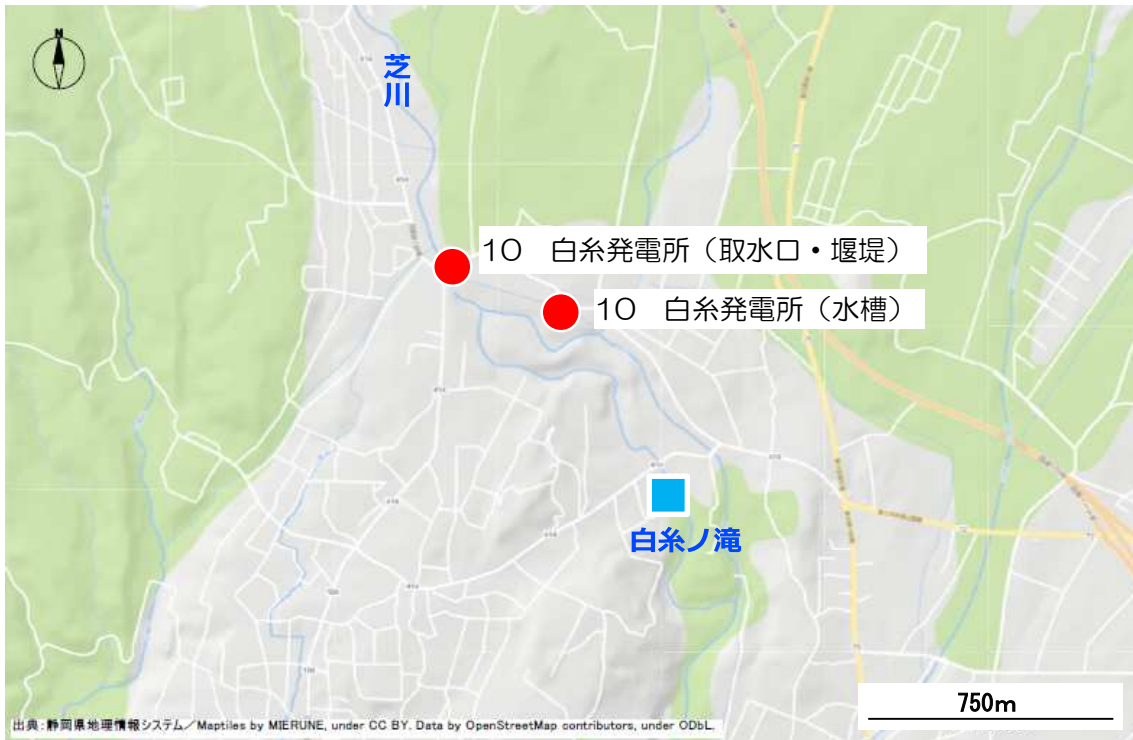 N
芝川
10 白糸発電所（取水口・堰堤）
10 白糸発電所（水槽）
白糸ノ滝
750m
出典：静岡県地理情報システム／Maptiles by MIERUNE, under CC BY. Data by OpenStreetMap contributors, under ODbL.